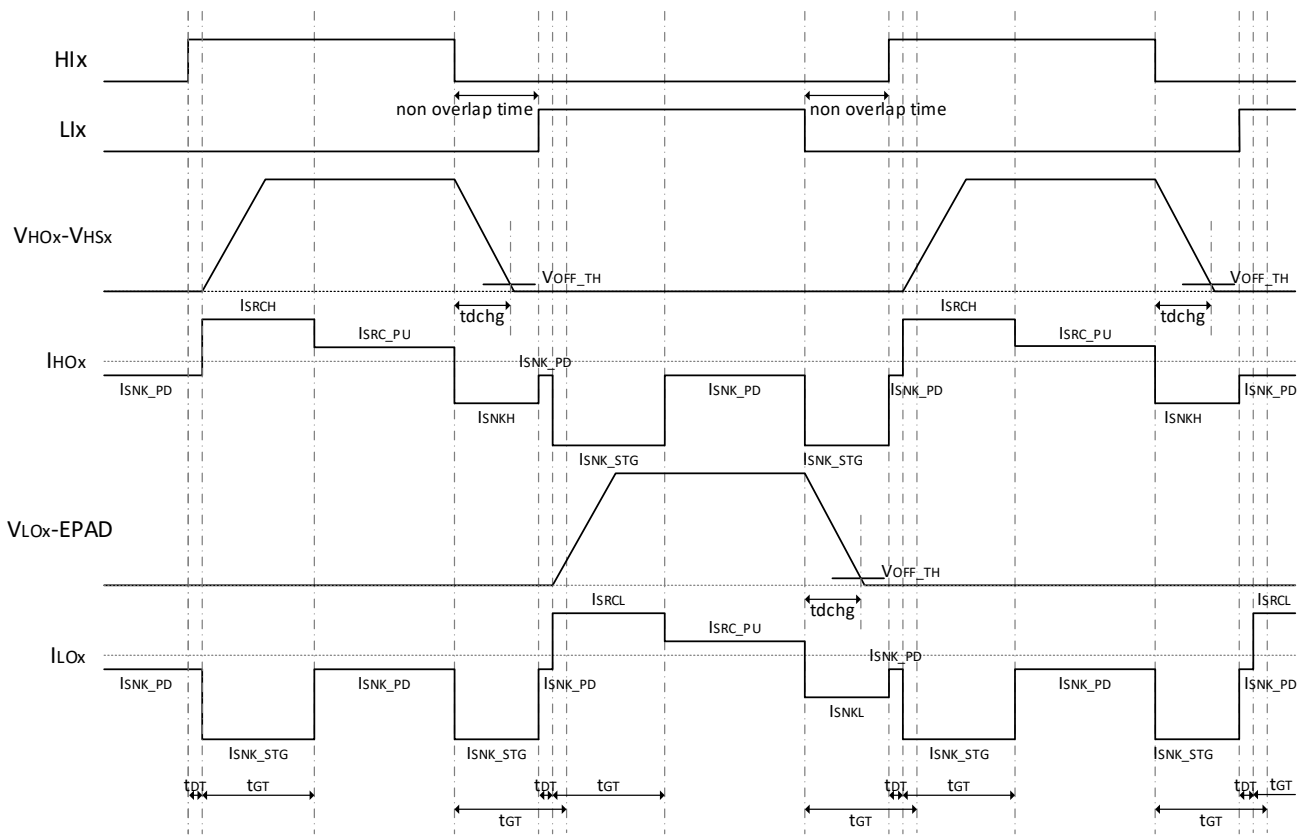 HIx
non overlap time
non overlap time
LIx
VHOx-VHSx
VOFF_TH
VOFF_TH
tdchg
tdchg
ISRCH
ISRCH
ISRC_PU
ISRC_PU
IHOx
ISNK_PD
ISNK_PD
ISNK_PD
ISNK_PD
ISNK_PD
ISNKH
ISNKH
ISNK_STG
ISNK_STG
VLOx-EPAD
VOFF_TH
tdchg
ISRCL
ISRCL
ISRC_PU
ILOx
ISNK_PD
ISNK_PD
ISNK_PD
ISNK_PD
ISNK_PD
ISNK_PD
ISNKL
ISNK_STG
ISNK_STG
ISNK_STG
ISNK_STG
tDT
tGT
tDT
tGT
tDT
tGT
tDT
tGT
tGT
tGT
tGT